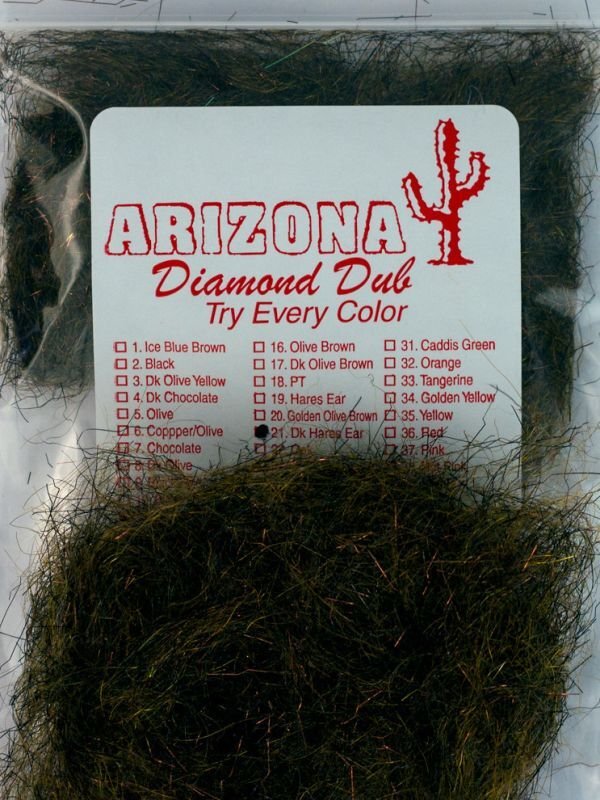 ARIZONA
Diamond Dub
Try Every Color
1. Ice Blue Brown
2. Black
3. Dk Olive Yellow
4. Dk Chocolate
5. Olive
6. Coppper/Olive
7. Chocolate
8. Dk Olive
16. Olive Brown
17. Dk Olive Brown
18. PT
19. Hares Ear
20. Golden Olive Brown
21. Dk Hares Ear
31. Caddis Green
32. Orange
33. Tangerine
34. Golden Yellow
35. Yellow
36. Red
37. Pink